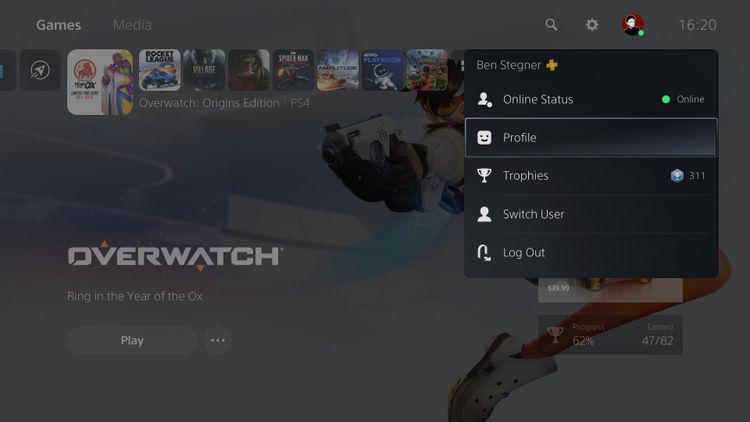 Games Media 16:20
Ben Stegner
Online Status Online
Profile
Trophies 311
Switch User
Log Out
ROCKET LEAGUE
VILLAGE
SPIDER-MAN
AMPLITUDE
PLAYROOM
Overwatch: Origins Edition | PS4
OVERWATCH
Ring in the Year of the Ox
Play
$39.99
Progress Earned
62% 47/82